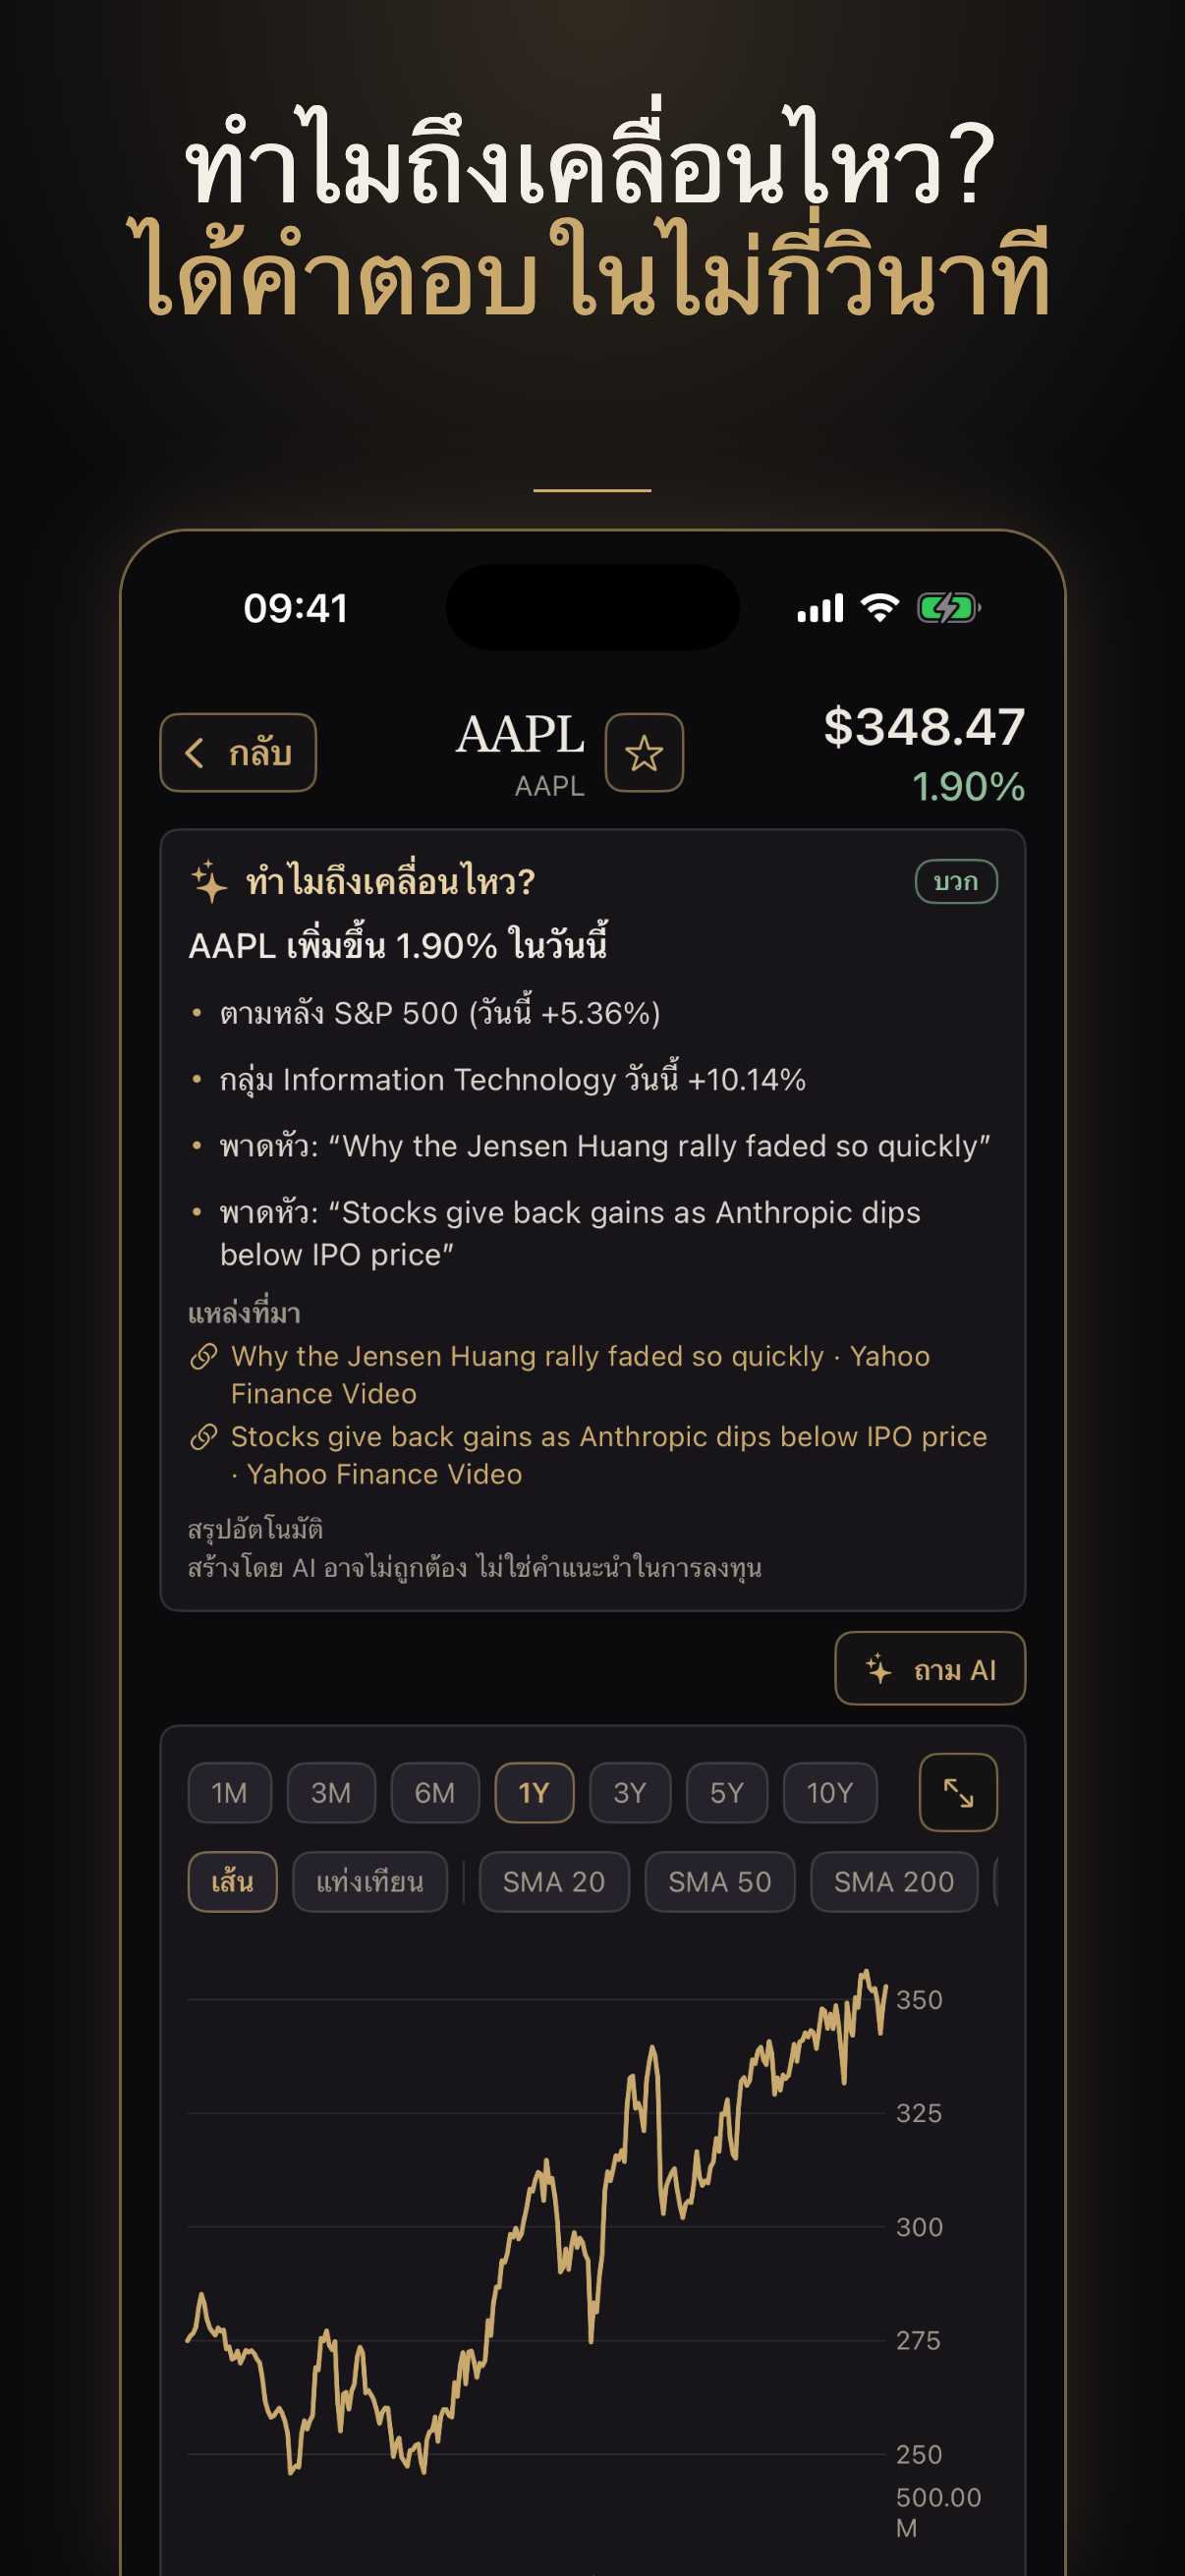 ทำไมถึงเคลื่อนไหว?
ได้คำตอบ ในไม่กี่วินาที
09:41
กลับ
AAPL
AAPL
$348.47
1.90%
ทำไมถึงเคลื่อนไหว?
บวก
AAPL เพิ่มขึ้น 1.90% ในวันนี้
• ตามหลัง S&P 500 (วันนี้ +5.36%)
• กลุ่ม Information Technology วันนี้ +10.14%
• พาดหัว: “Why the Jensen Huang rally faded so quickly”
• พาดหัว: “Stocks give back gains as Anthropic dips
below IPO price”
แหล่งที่มา
Why the Jensen Huang rally faded so quickly · Yahoo
Finance Video
Stocks give back gains as Anthropic dips below IPO price
· Yahoo Finance Video
สรุปอัตโนมัติ
สร้างโดย AI อาจไม่ถูกต้อง ไม่ใช่คำแนะนำในการลงทุน
ถาม AI
1M 3M 6M 1Y 3Y 5Y 10Y
เส้น แท่งเทียน SMA 20 SMA 50 SMA 200
350
325
300
275
250
500.00
M